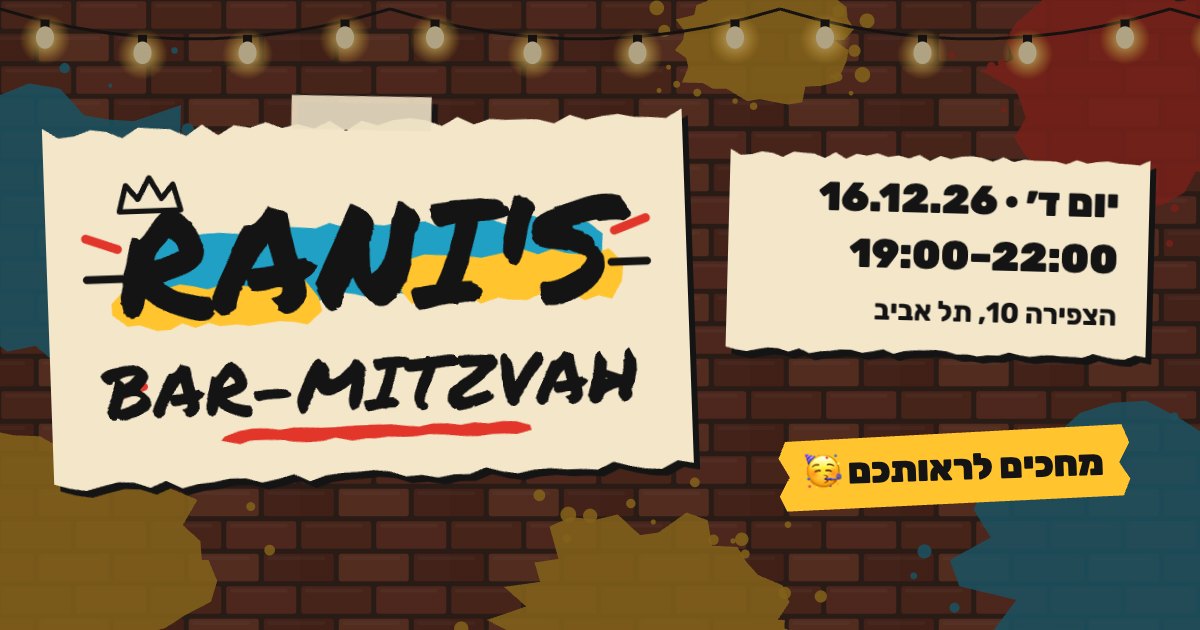 RANI'S
BAR-MITZVAH
יום ד' • 16.12.26
19:00-22:00
הצפירה 10, תל אביב
מחכים לראותכם 🥳